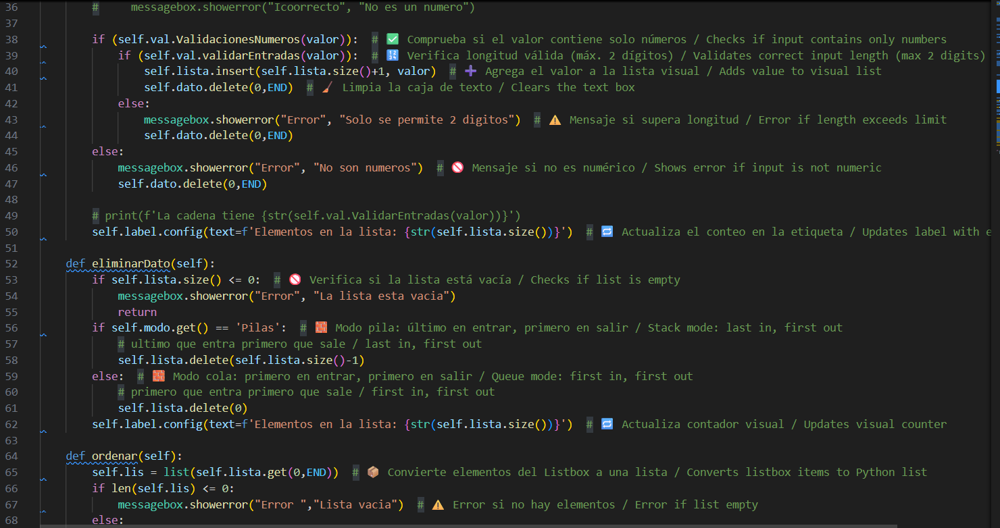 36 #     messagebox.showerror("Icoorrecto", "No es un numero")
37
38 if (self.val.ValidacionesNumeros(valor)):  # ✅ Comprueba si el valor contiene solo números / Checks if input contains only numbers
39 if (self.val.validarEntradas(valor)):  # 🔢 Verifica longitud válida (máx. 2 dígitos) / Validates correct input length (max 2 digits)
40 self.lista.insert(self.lista.size()+1, valor)  # ➕ Agrega el valor a la lista visual / Adds value to visual list
41 self.dato.delete(0,END)  # 🧹 Limpia la caja de texto / Clears the text box
42 else:
43 messagebox.showerror("Error", "Solo se permite 2 digitos")  # ⚠️ Mensaje si supera longitud / Error if length exceeds limit
44 self.dato.delete(0,END)
45 else:
46 messagebox.showerror("Error", "No son numeros")  # 🚫 Mensaje si no es numérico / Shows error if input is not numeric
47 self.dato.delete(0,END)
48
49 # print(f'La cadena tiene {str(self.val.ValidarEntradas(valor))}')
50 self.label.config(text=f'Elementos en la lista: {str(self.lista.size())}')  # 🔁 Actualiza el conteo en la etiqueta / Updates label with e
51
52 def eliminarDato(self):
53 if self.lista.size() <= 0:  # 🚫 Verifica si la lista está vacía / Checks if list is empty
54 messagebox.showerror("Error", "La lista esta vacia")
55 return
56 if self.modo.get() == 'Pilas':  # 🧱 Modo pila: último en entrar, primero en salir / Stack mode: last in, first out
57 # ultimo que entra primero que sale / last in, first out
58 self.lista.delete(self.lista.size()-1)
59 else:  # 🧱 Modo cola: primero en entrar, primero en salir / Queue mode: first in, first out
60 # primero que entra primero que sale / first in, first out
61 self.lista.delete(0)
62 self.label.config(text=f'Elementos en la lista: {str(self.lista.size())}')  # 🔁 Actualiza contador visual / Updates visual counter
63
64 def ordenar(self):
65 self.lis = list(self.lista.get(0,END))  # 📦 Convierte elementos del Listbox a una lista / Converts listbox items to Python list
66 if len(self.lis) <= 0:
67 messagebox.showerror("Error ","Lista vacia")  # ⚠️ Error si no hay elementos / Error if list empty
68 else: